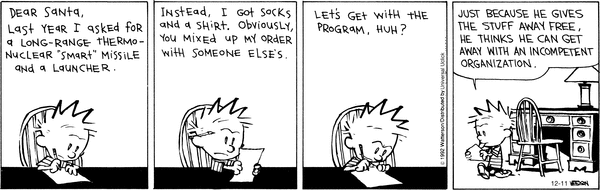 DEAR SANTA,
LAST YEAR I ASKED FOR
A LONG-RANGE THERMO-
NUCLEAR "SMART" MISSILE
AND A LAUNCHER.
INSTEAD, I GOT SOCKS
AND A SHIRT. OBVIOUSLY,
YOU MIXED UP MY ORDER
WITH SOMEONE ELSE'S.
LET'S GET WITH THE
PROGRAM, HUH?
© 1992 Watterson/Distributed by Universal Uclick
JUST BECAUSE HE GIVES
THE STUFF AWAY FREE,
HE THINKS HE CAN GET
AWAY WITH AN INCOMPETENT
ORGANIZATION.
12-11 WATTERSON